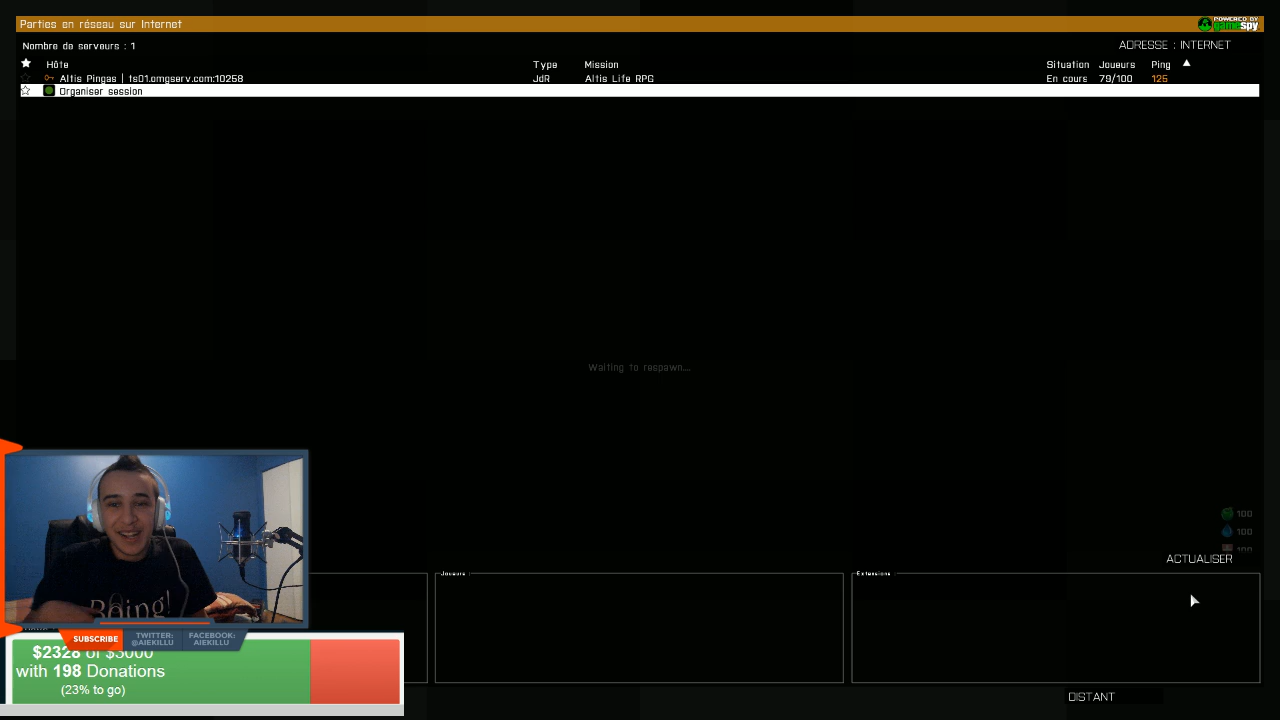 Parties en réseau sur Internet
POWERED BY gamespy
Nombre de serveurs : 1
ADRESSE : INTERNET
Hôte Type Mission Situation Joueurs Ping
Altis Pingas | ts01.omgserv.com:10258 JdR Altis Life RPG En cours 79/100 125
Organiser session
Waiting to respawn...
100
100
100
ACTUALISER
Joueurs :
Extensions :
Boing!
SUBSCRIBE
TWITTER: @AIEKILLU
FACEBOOK: AIEKILLU
$2328 of $3000
with 198 Donations
(23% to go)
DISTANT